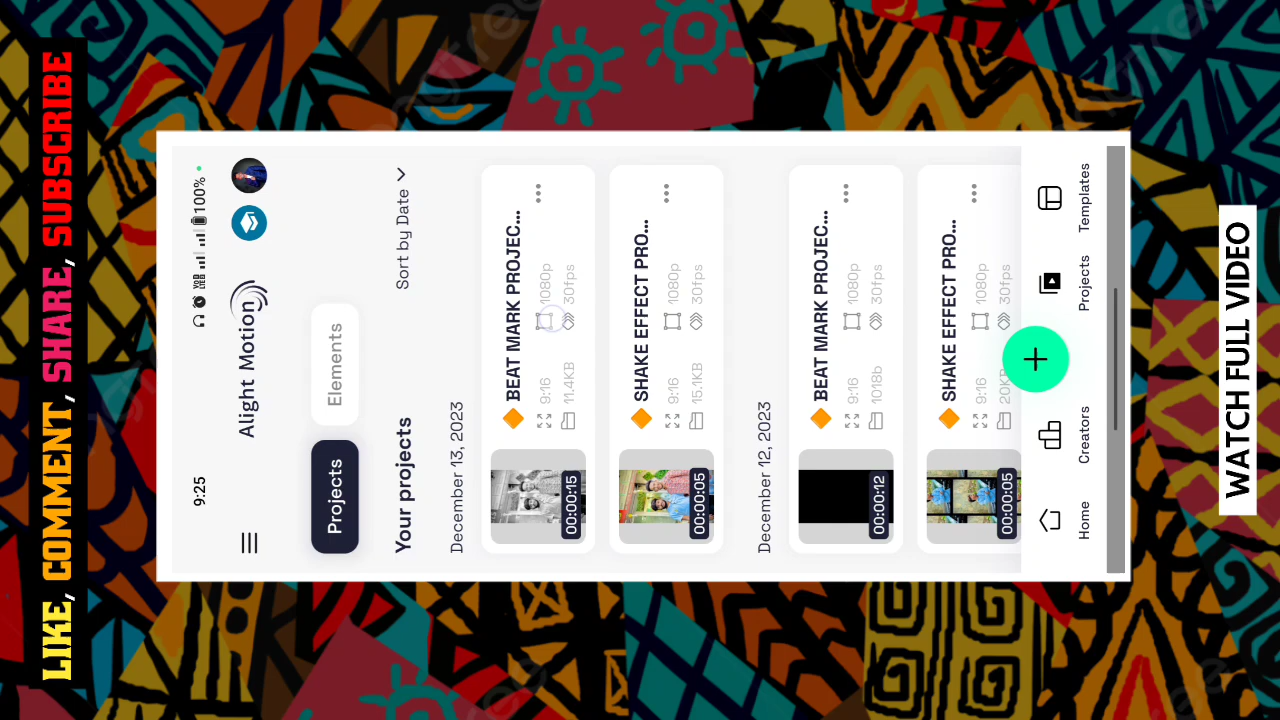 LIKE, COMMENT, SHARE, SUBSCRIBE
9:25
100%
Alight Motion
Projects
Elements
Your projects
Sort by Date
December 13, 2023
BEAT MARK PROJEC...
9:16
1080p
11.4KB
30fps
00:00:15
SHAKE EFFECT PRO...
9:16
1080p
15.1KB
30fps
00:00:05
December 12, 2023
BEAT MARK PROJEC...
9:16
1080p
1018b
30fps
00:00:12
SHAKE EFFECT PRO...
9:16
1080p
20KB
30fps
00:00:05
Home
Creators
Projects
Templates
WATCH FULL VIDEO